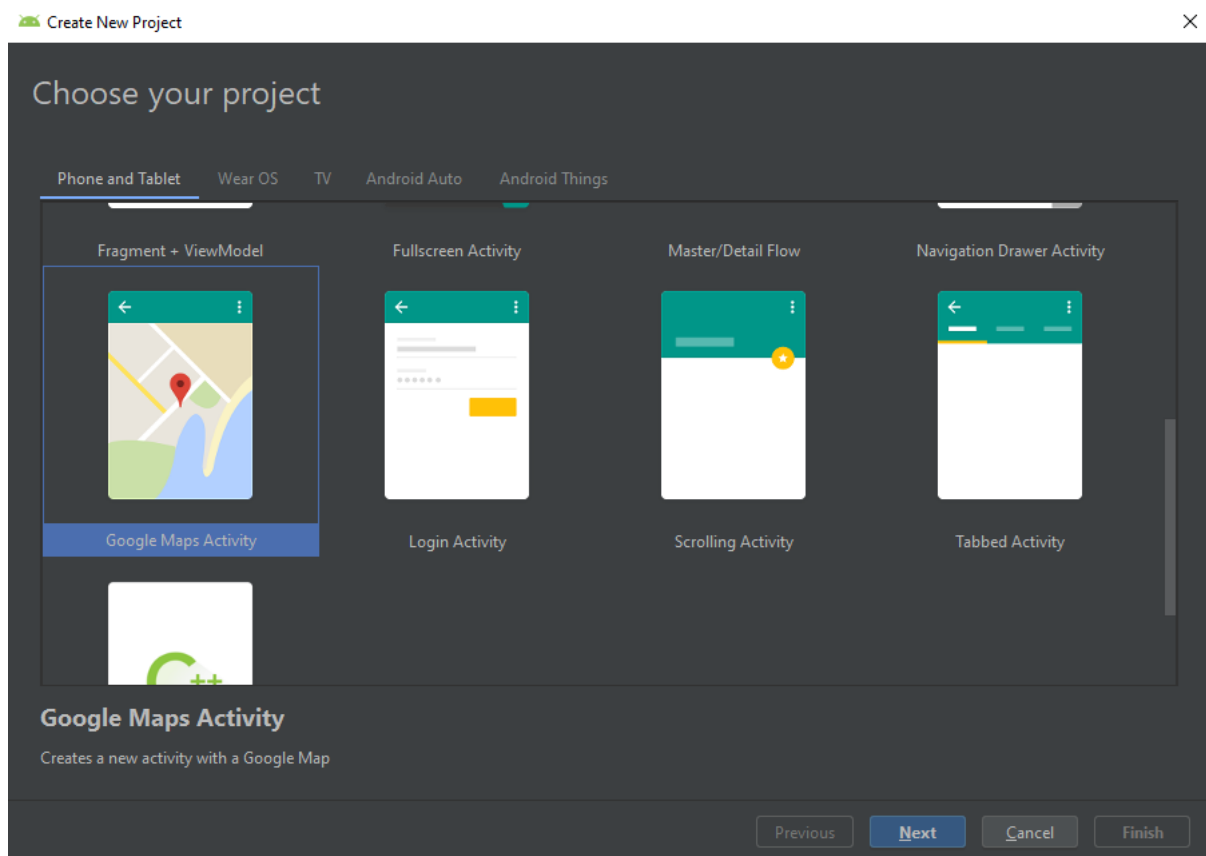 Create New Project
Choose your project
Phone and Tablet Wear OS TV Android Auto Android Things
Fragment + ViewModel Fullscreen Activity Master/Detail Flow Navigation Drawer Activity
Google Maps Activity Login Activity Scrolling Activity Tabbed Activity
C++
Google Maps Activity
Creates a new activity with a Google Map
Previous Next Cancel Finish